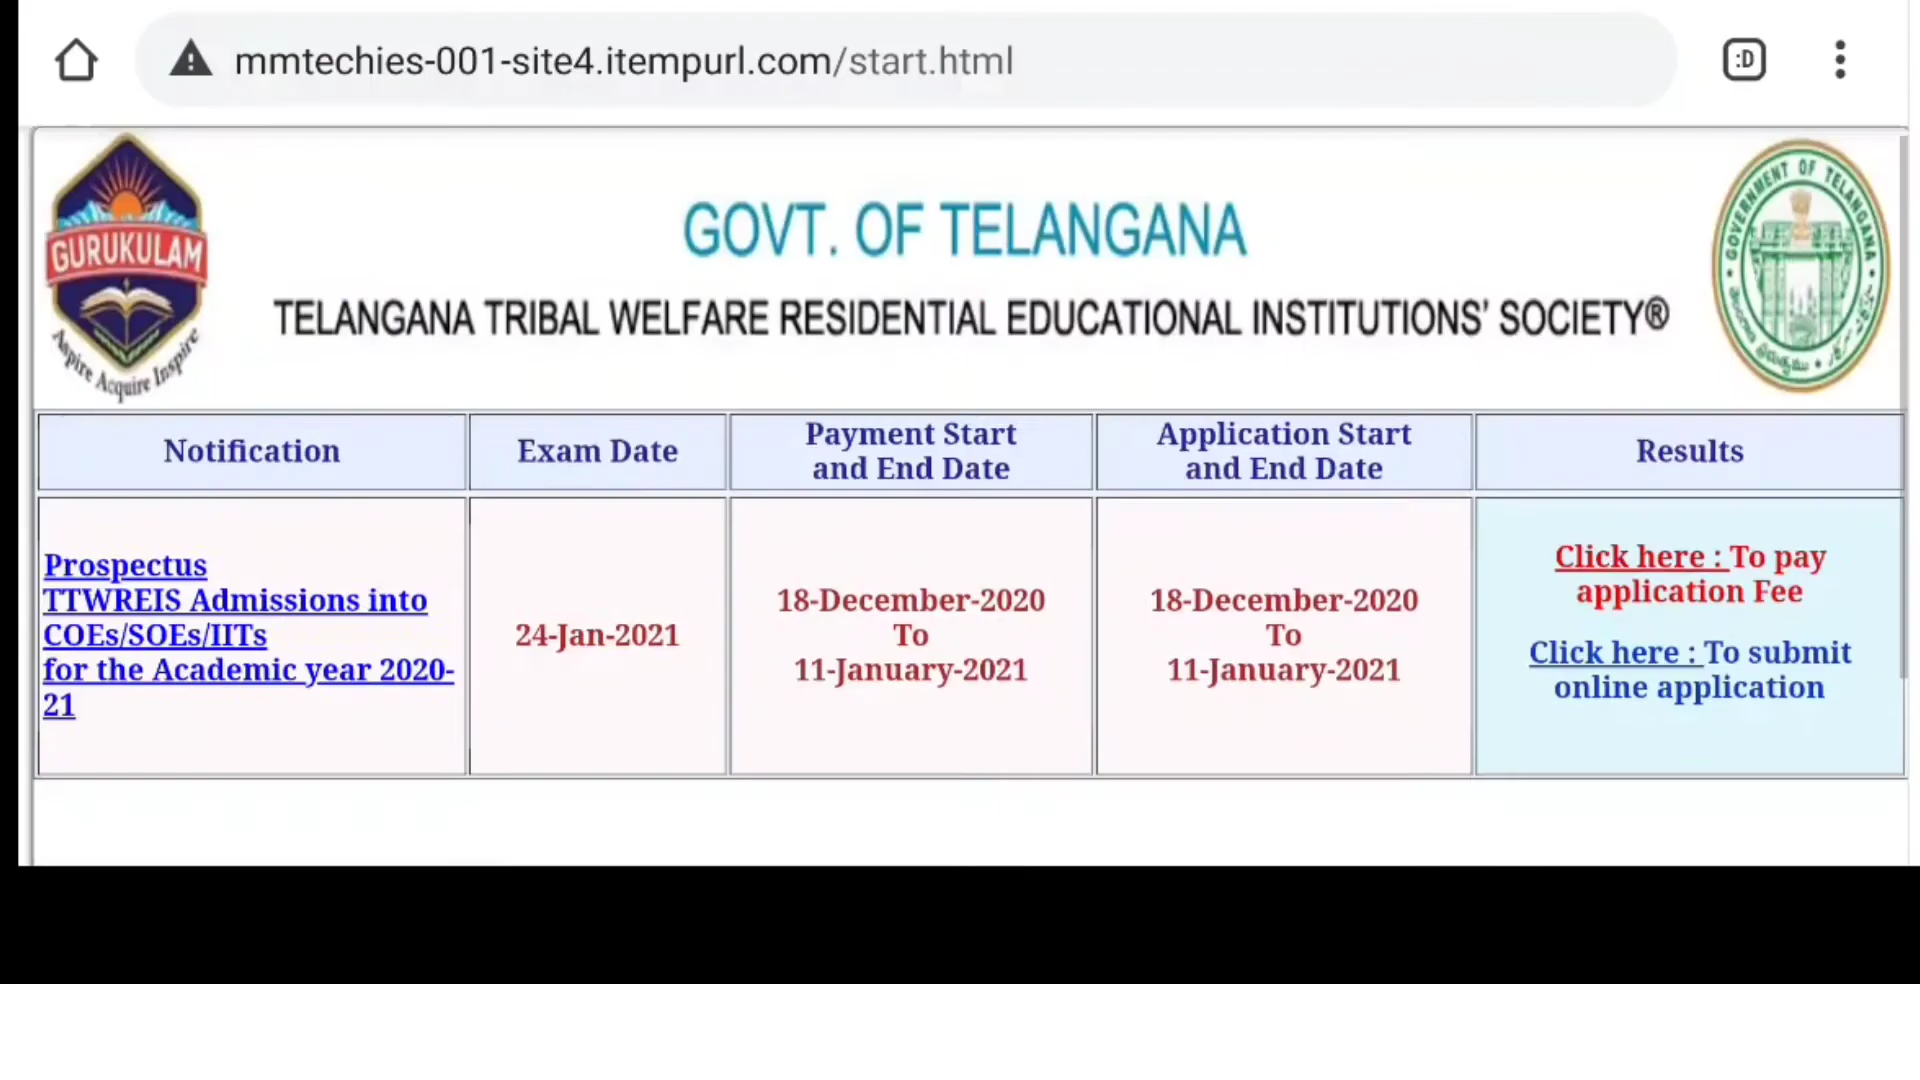 :D
mmtechies-001-site4.itempurl.com/start.html
GURUKULAM
Aspire Acquire Inspire
GOVT. OF TELANGANA
TELANGANA TRIBAL WELFARE RESIDENTIAL EDUCATIONAL INSTITUTIONS' SOCIETY®
GOVERNMENT OF TELANGANA
Notification
Exam Date
Payment Start
and End Date
Application Start
and End Date
Results
Prospectus
TTWREIS Admissions into
COEs/SOEs/IITs
for the Academic year 2020-
21
24-Jan-2021
18-December-2020
To
11-January-2021
18-December-2020
To
11-January-2021
Click here : To pay
application Fee
Click here : To submit
online application